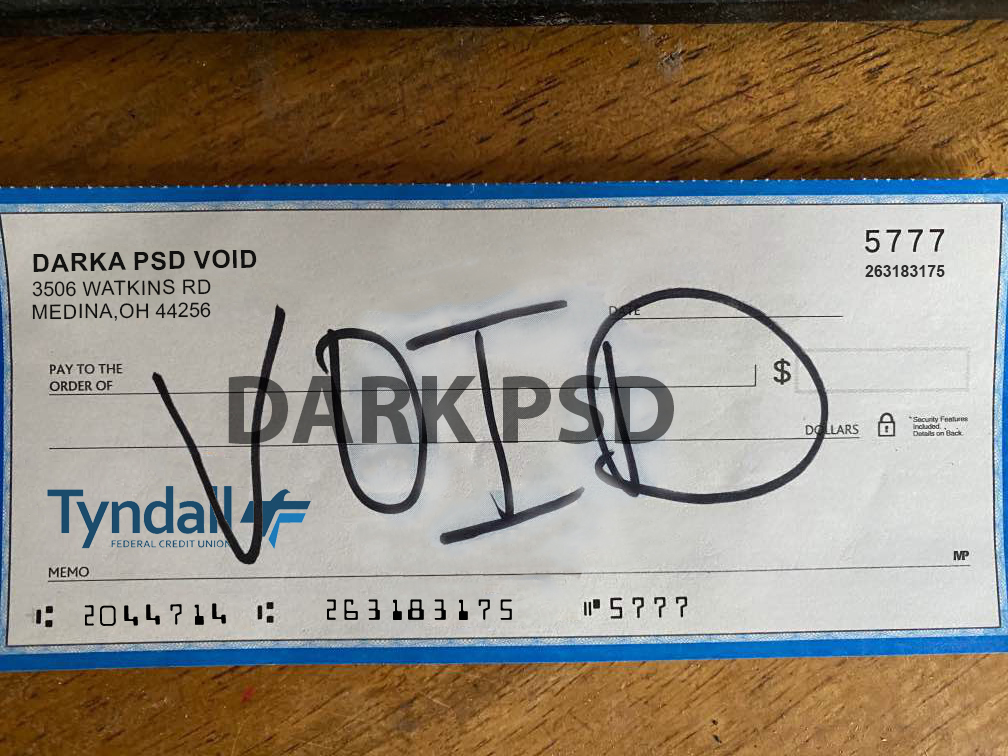 DARKA PSD VOID
3506 WATKINS RD
MEDINA,OH 44256
5777
263183175
DATE
PAY TO THE
ORDER OF
$
DARK PSD
VOID
DOLLARS
Security Features
Included.
Details on Back.
Tyndall
FEDERAL CREDIT UNION
MEMO
MP
⑆ 2044714 ⑆ 263183175 ⑈ 5777